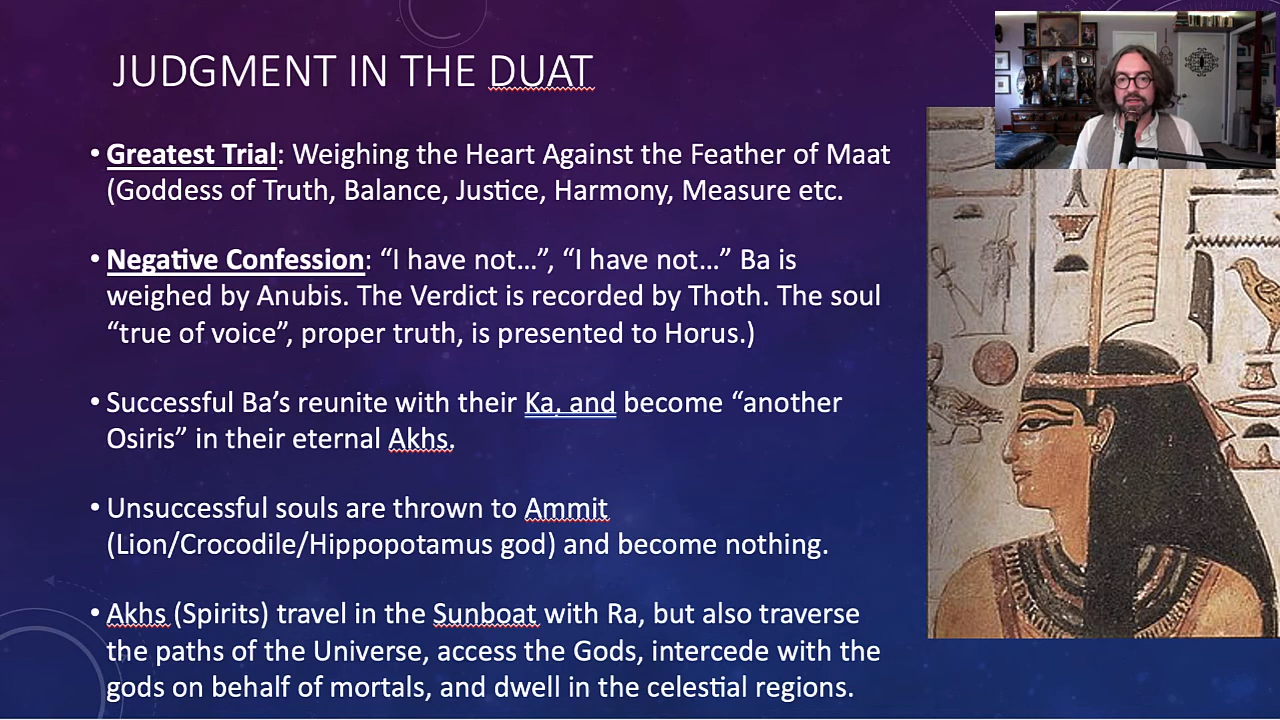 JUDGMENT IN THE DUAT
• Greatest Trial: Weighing the Heart Against the Feather of Maat
(Goddess of Truth, Balance, Justice, Harmony, Measure etc.
• Negative Confession: “I have not…”, “I have not…” Ba is
weighed by Anubis. The Verdict is recorded by Thoth. The soul
“true of voice”, proper truth, is presented to Horus.)
• Successful Ba’s reunite with their Ka, and become “another
Osiris” in their eternal Akhs.
• Unsuccessful souls are thrown to Ammit
(Lion/Crocodile/Hippopotamus god) and become nothing.
• Akhs (Spirits) travel in the Sunboat with Ra, but also traverse
the paths of the Universe, access the Gods, intercede with the
gods on behalf of mortals, and dwell in the celestial regions.